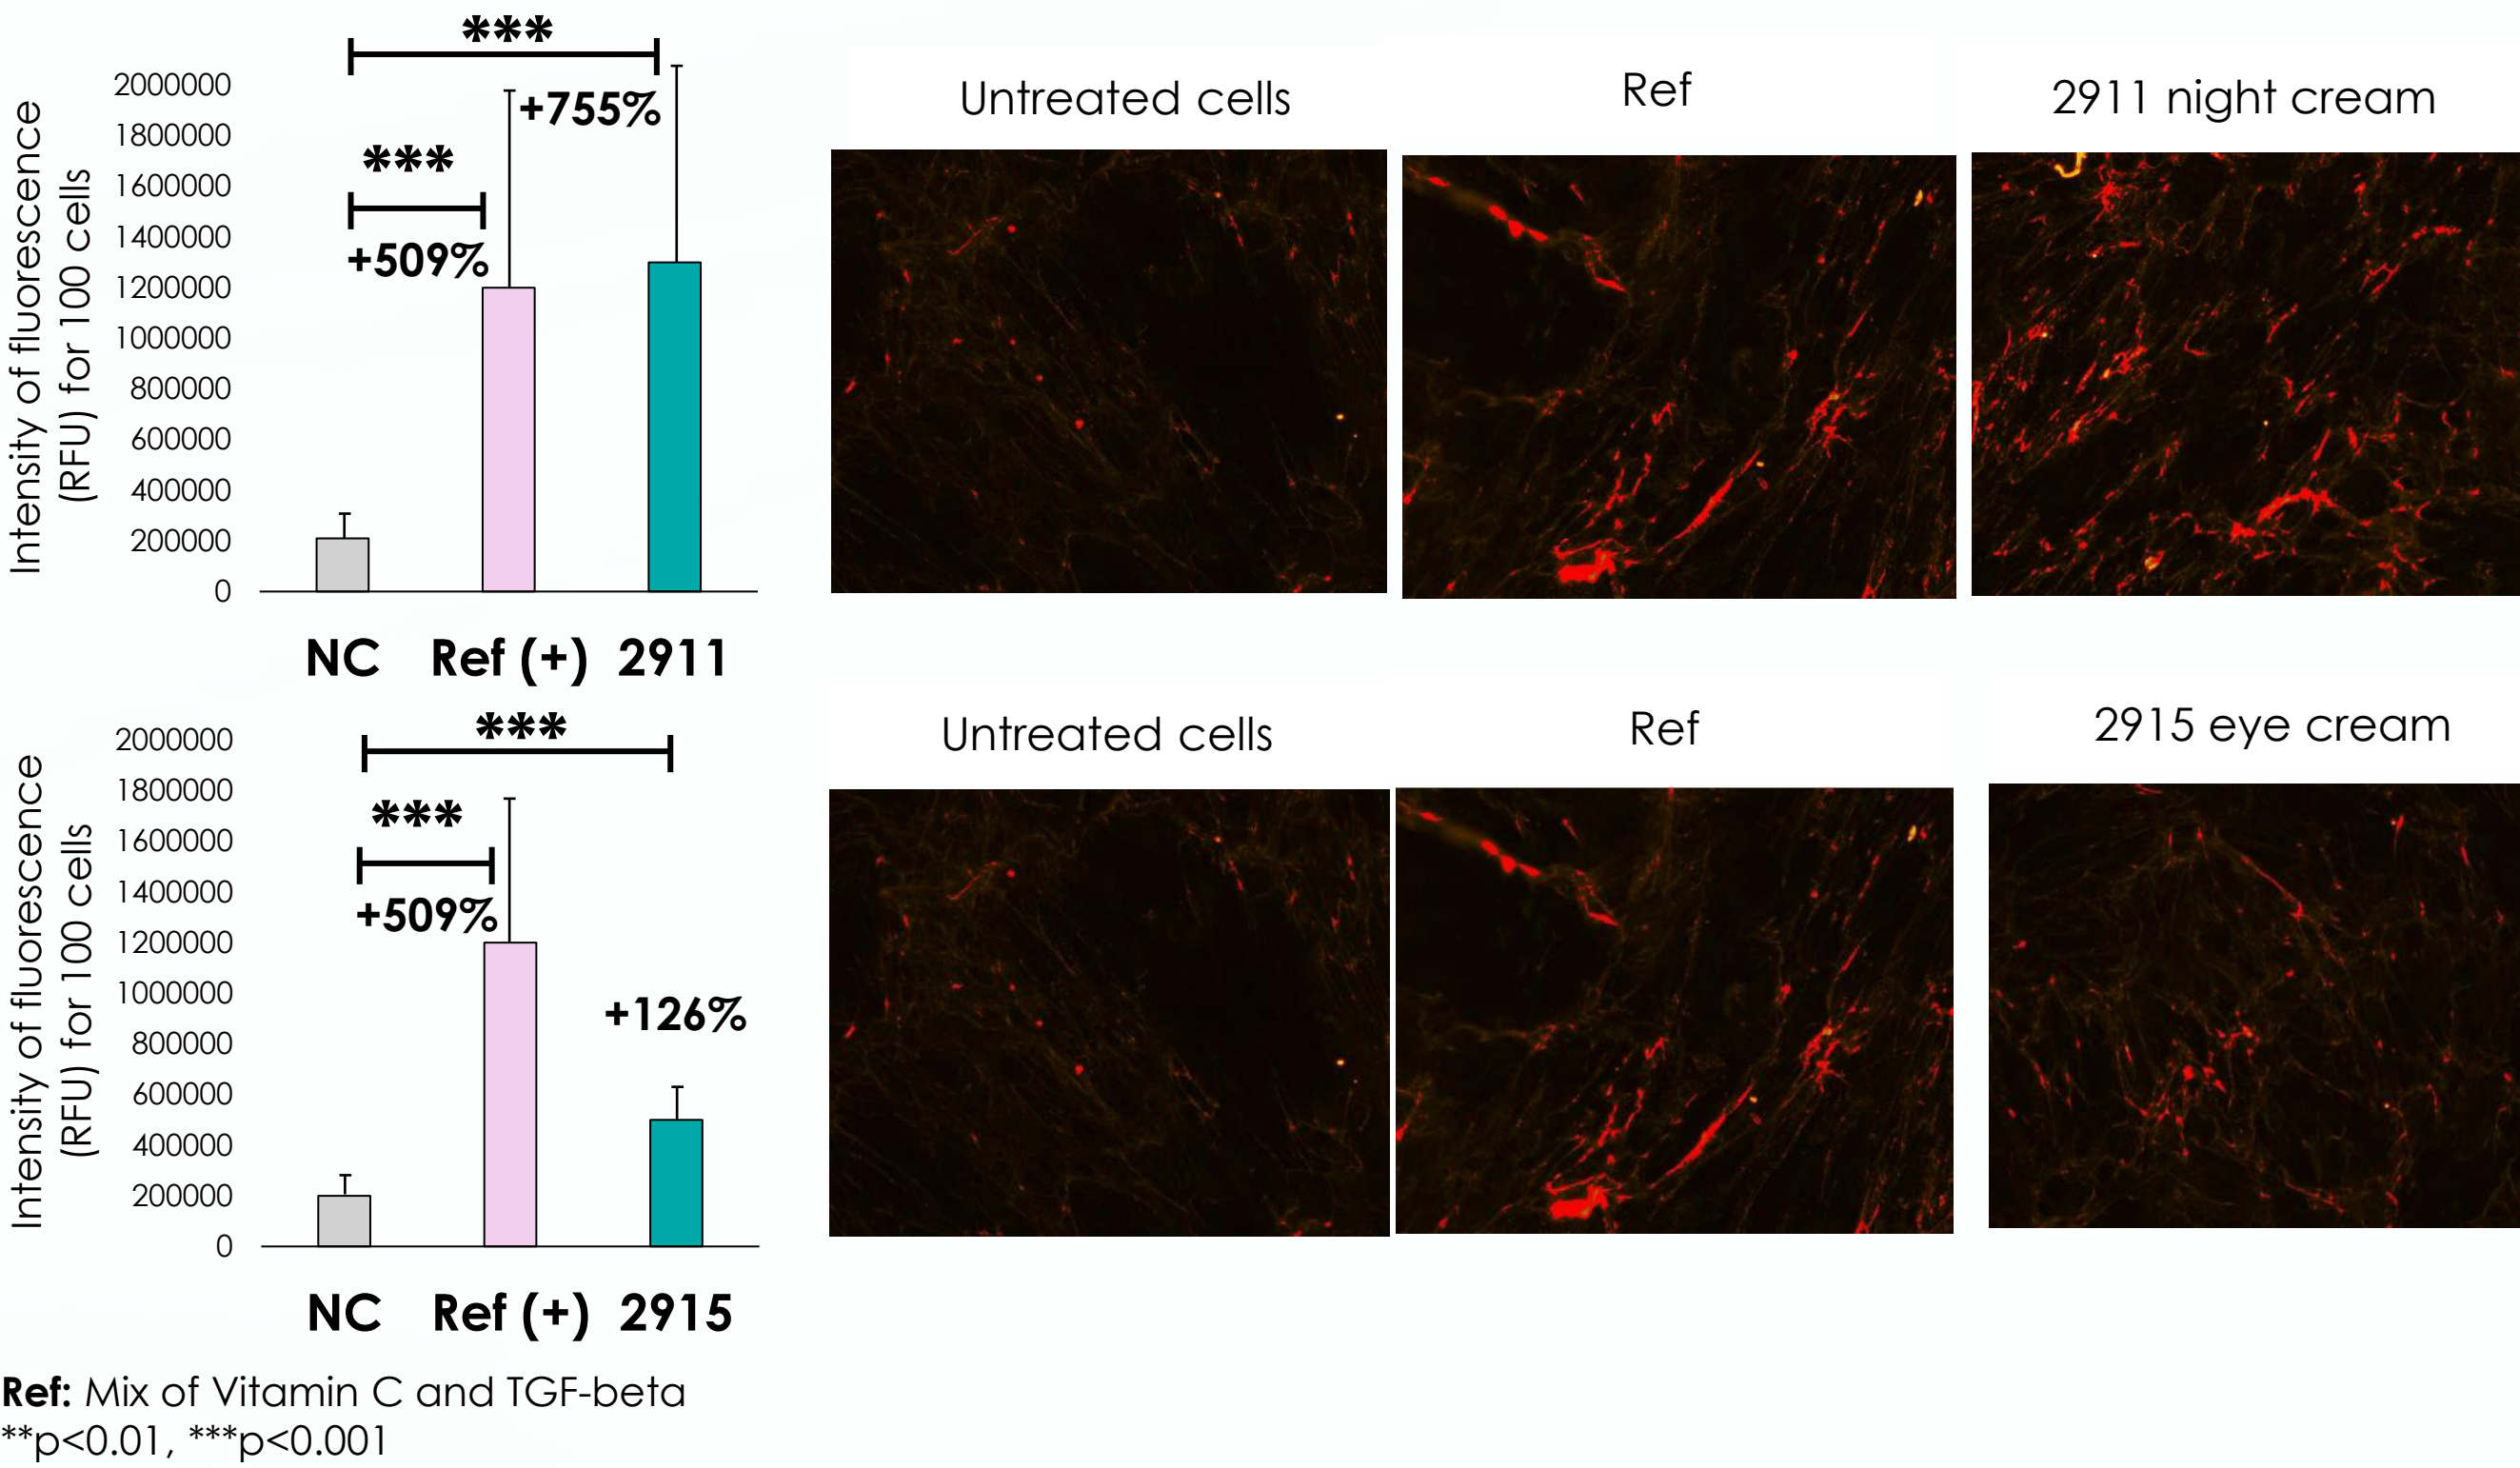 ***
2000000
1800000
1600000
1400000
1200000
1000000
800000
600000
400000
200000
0
Intensity of fluorescence
(RFU) for 100 cells
+755%
***
+509%
NC Ref (+) 2911
Untreated cells
Ref
2911 night cream
***
2000000
1800000
1600000
1400000
1200000
1000000
800000
600000
400000
200000
0
Intensity of fluorescence
(RFU) for 100 cells
***
+509%
+126%
NC Ref (+) 2915
Untreated cells
Ref
2915 eye cream
Ref: Mix of Vitamin C and TGF-beta
**p<0.01, ***p<0.001